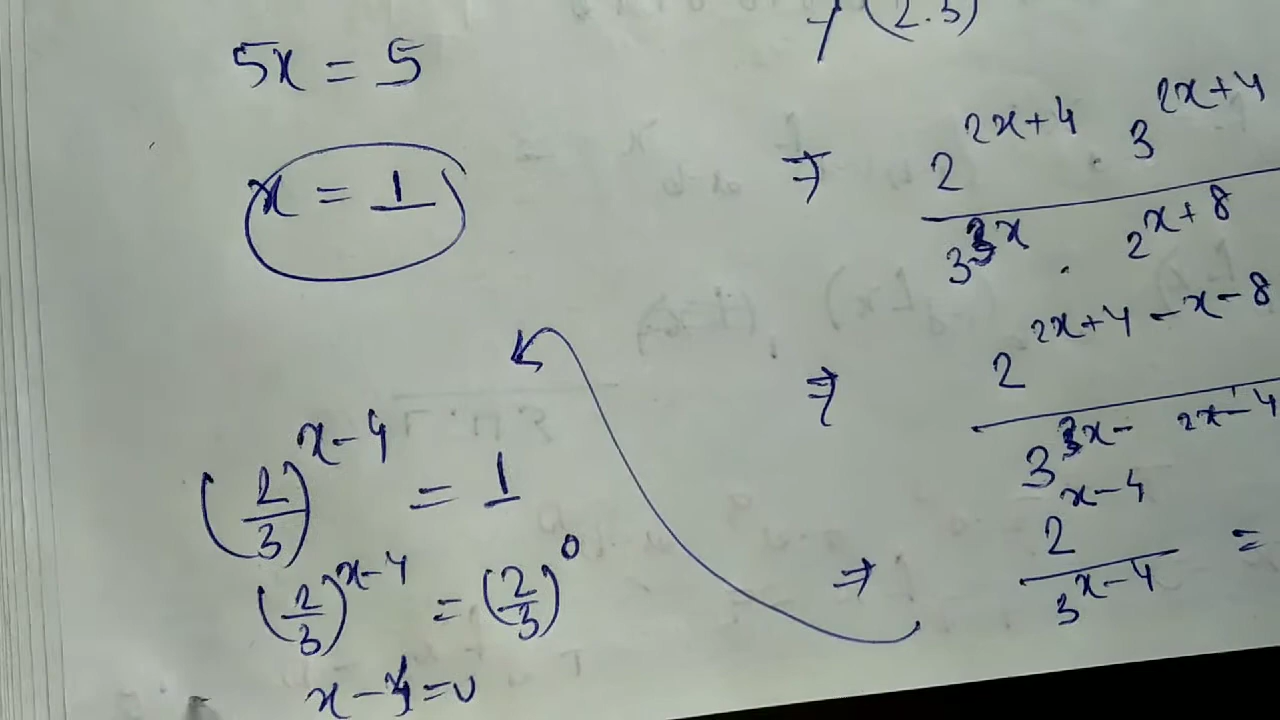 5x = 5
x = 1
(2/3)^{x-4} = 1
(2/3)^{x-4} = (2/3)^0
x - 4 = 0
(2.3)
⇒ 2^{2x+4} . 3^{2x+4}
3^{3x} . 2^{x+8}
⇒ 2^{2x+4-x-8}
3^{3x-2x-4}
⇒ 2^{x-4} =
3^{x-4}